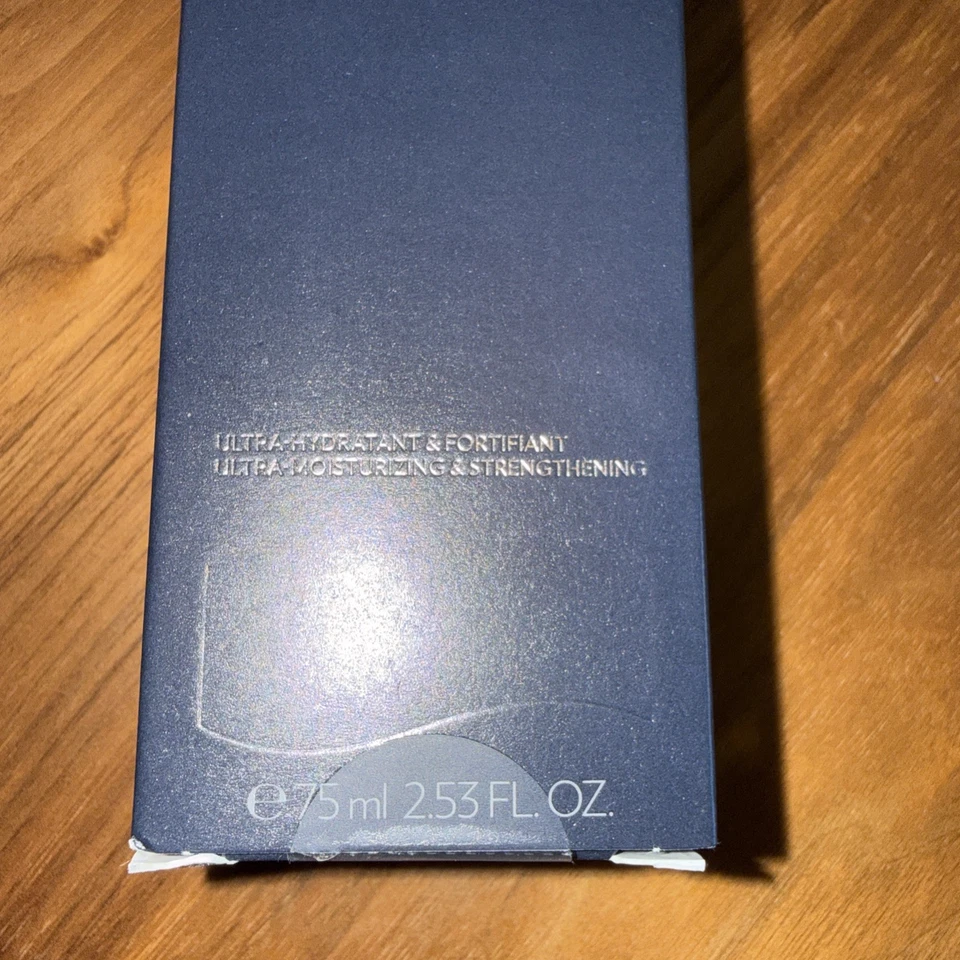 ULTRA-HYDRATANT & FORTIFIANT
ULTRA-MOISTURIZING & STRENGTHENING
℮ 75 ml 2.53 FL. OZ.